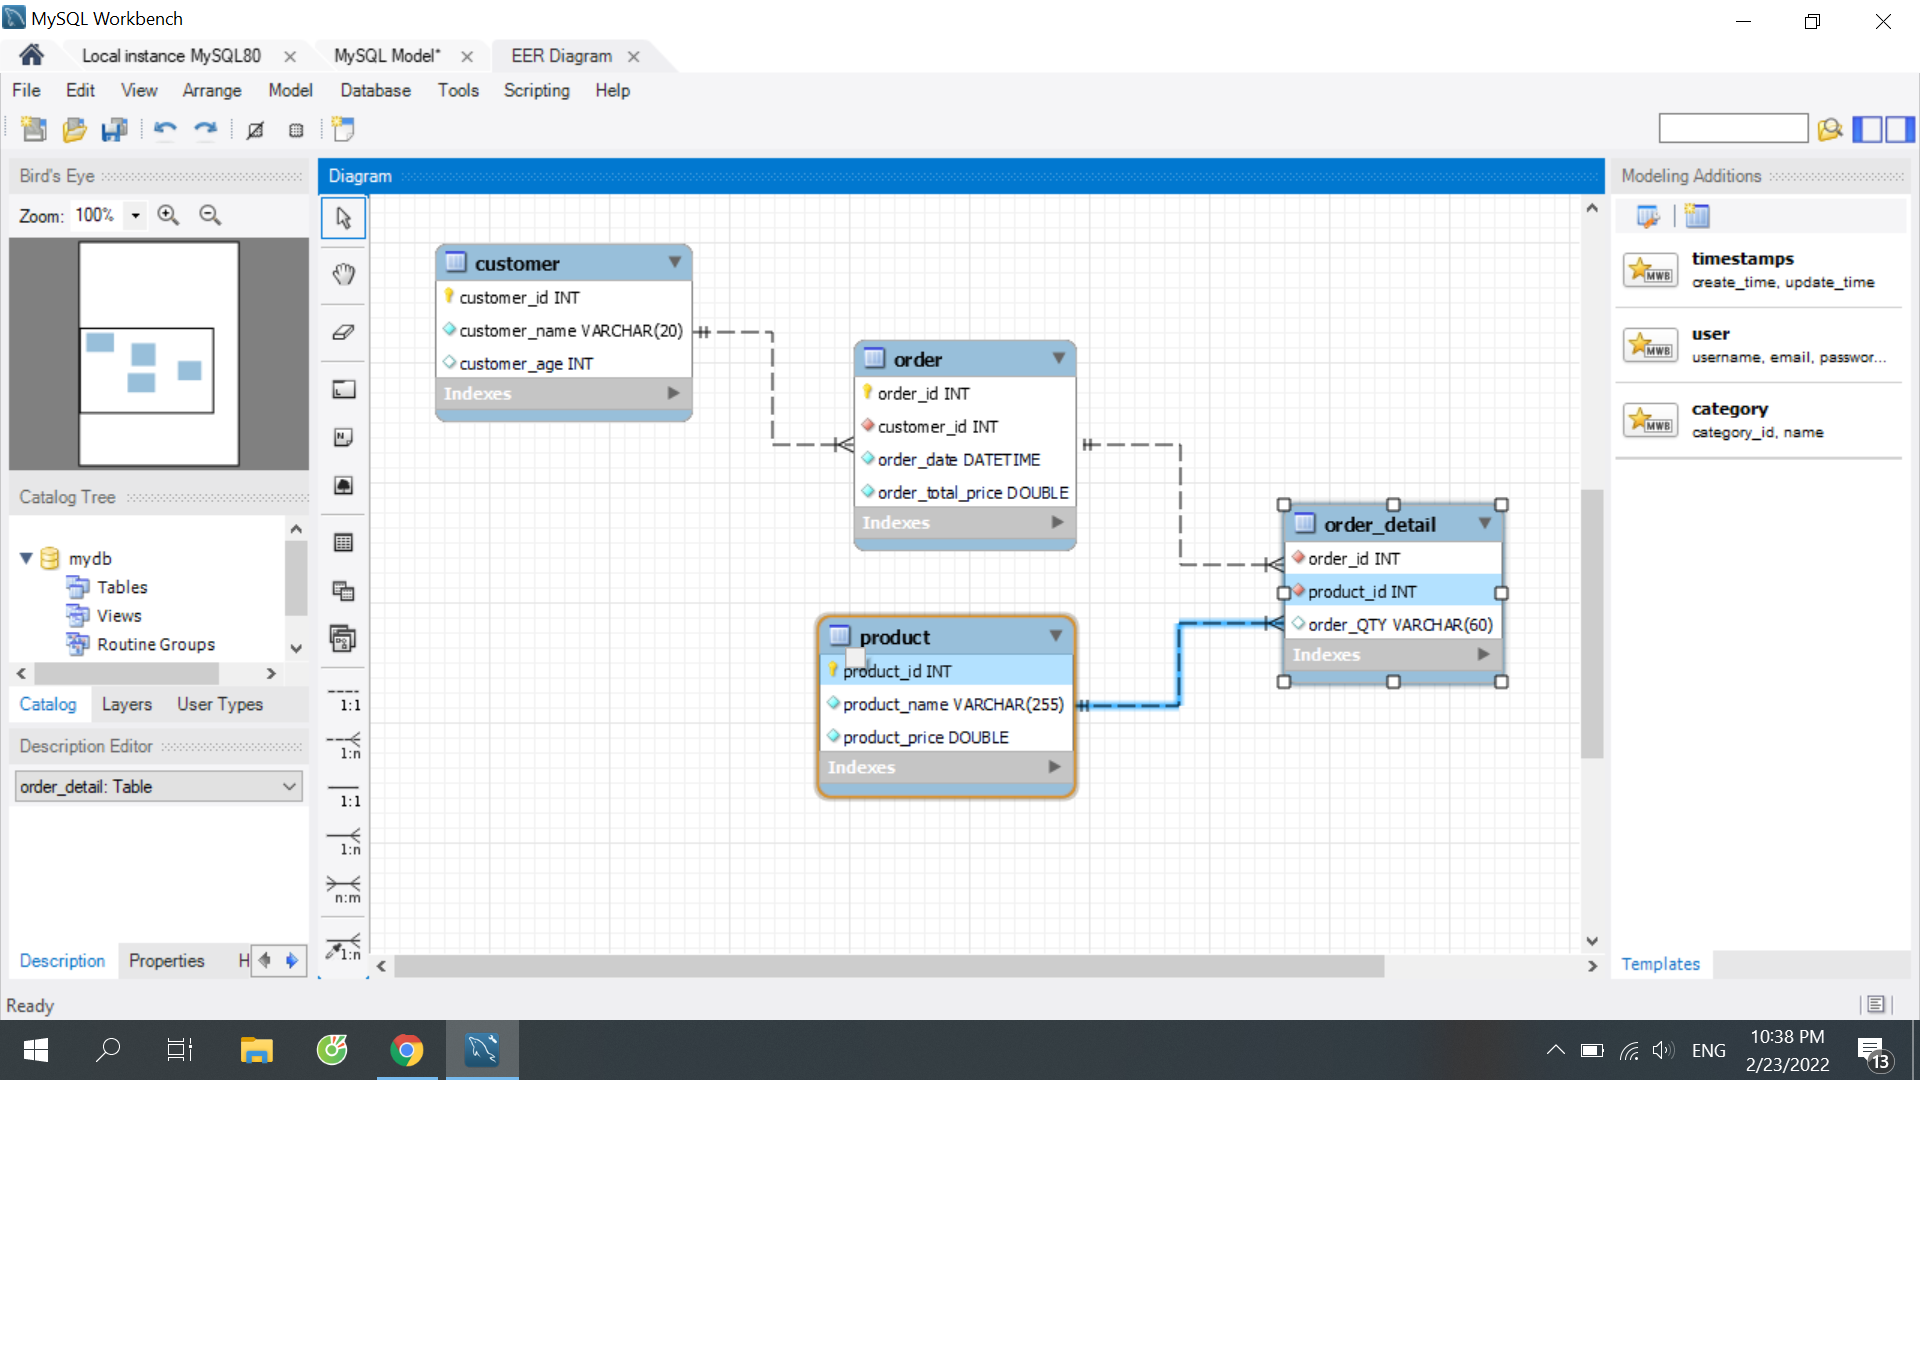 MySQL Workbench
Local instance MySQL80
MySQL Model*
EER Diagram
File Edit View Arrange Model Database Tools Scripting Help
Bird's Eye
Zoom: 100%
Catalog Tree
mydb
Tables
Views
Routine Groups
Catalog Layers User Types
Description Editor
order_detail: Table
Description Properties H
Ready
Diagram
1:1
1:n
1:1
1:n
n:m
1:n
customer
customer_id INT
customer_name VARCHAR(20)
customer_age INT
Indexes
order
order_id INT
customer_id INT
order_date DATETIME
order_total_price DOUBLE
Indexes
product
product_id INT
product_name VARCHAR(255)
product_price DOUBLE
Indexes
order_detail
order_id INT
product_id INT
order_QTY VARCHAR(60)
Indexes
Modeling Additions
MWB
timestamps
create_time, update_time
MWB
user
username, email, passwor...
MWB
category
category_id, name
Templates
ENG
10:38 PM
2/23/2022
13